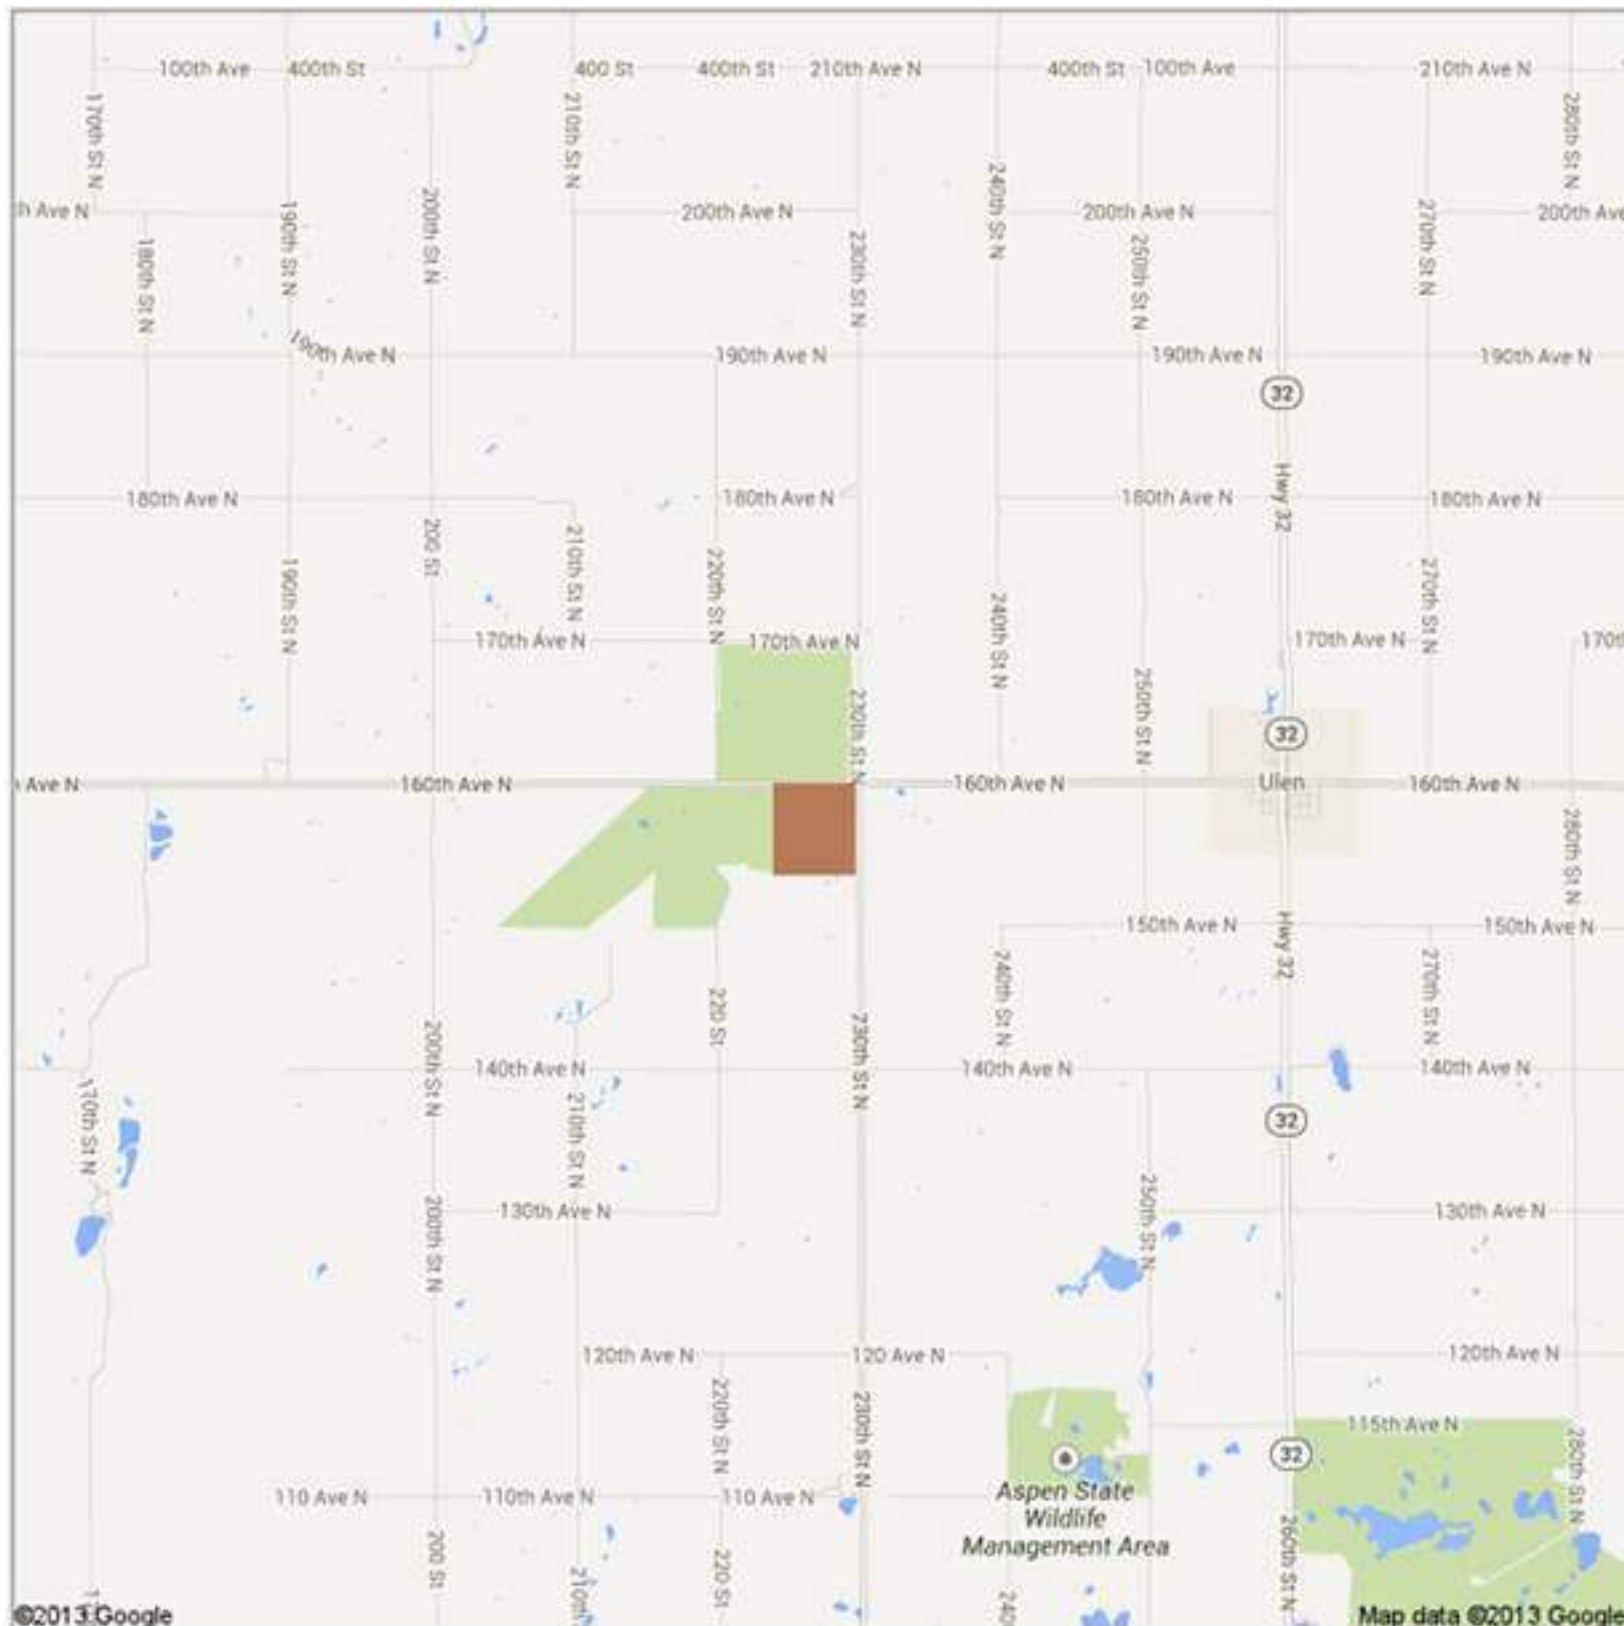 100th Ave 400th St 400 St 400th St 210th Ave N 400th St 100th Ave 210th Ave N
170th St N
210th St N
280th St N
240th St N
200th St N
h Ave N 200th Ave N 200th Ave N 200th Ave
190th St N
270th St N
230th St N
250th St N
180th St N
190th Ave N 190th Ave N 190th Ave N 190th Ave N
32
Hwy 32
180th Ave N 180th Ave N 180th Ave N 180th Ave N
200 St
210th St N
220th St N
190th St N
270th St N
240th St N
170th Ave N 170th Ave N 170th Ave N 170th
250th St N
230th St N
32
Ave N 160th Ave N 160th Ave N Ulen 160th Ave N
280th St N
150th Ave N 150th Ave N
Hwy 32
240th St N
270th St N
220 St
230th St N
200th St N
140th Ave N 140th Ave N 140th Ave N
170th St N
210th St N
32
250th St N
200th St N
130th Ave N 130th Ave N
120th Ave N 120 Ave N 120th Ave N
220th St N
230th St N
115th Ave N
280th St N
32
110 Ave N 110th Ave N 110 Ave N
Aspen State
Wildlife
Management Area
200 St
220 St
260th St N
210th
240
©2013 Google Map data ©2013 Google